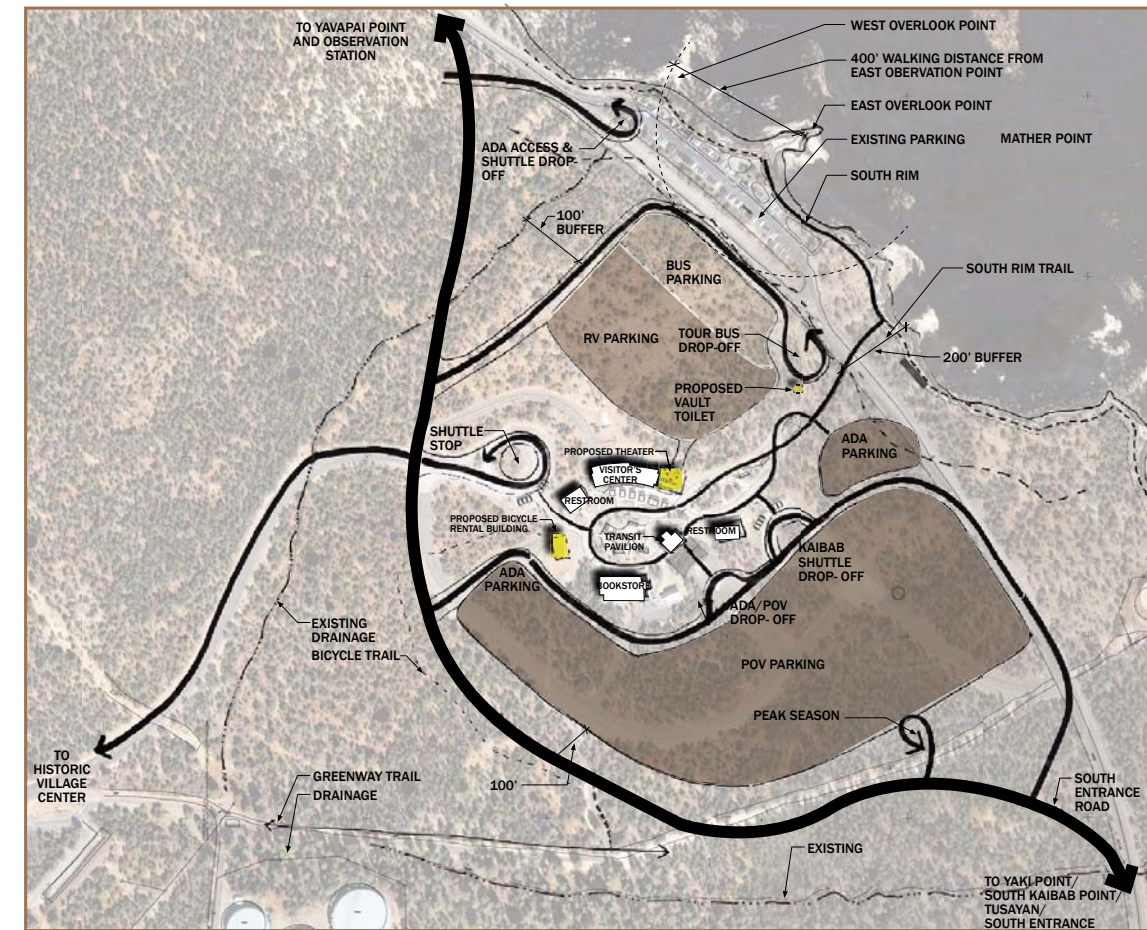 TO YAVAPAI POINT
AND OBSERVATION
STATION
WEST OVERLOOK POINT
400' WALKING DISTANCE FROM
EAST OBERVATION POINT
EAST OVERLOOK POINT
EXISTING PARKING
MATHER POINT
SOUTH RIM
ADA ACCESS &
SHUTTLE DROP-
OFF
100'
BUFFER
BUS
PARKING
SOUTH RIM TRAIL
RV PARKING
TOUR BUS
DROP-OFF
200' BUFFER
PROPOSED
VAULT
TOILET
SHUTTLE
STOP
PROPOSED THEATER
VISITOR'S
CENTER
ADA
PARKING
RESTROOM
PROPOSED BICYCLE
RENTAL BUILDING
TRANSIT
PAVILION
RESTROOM
KAIBAB
SHUTTLE
DROP- OFF
ADA
PARKING
BOOKSTORE
ADA/POV
DROP- OFF
EXISTING
DRAINAGE
BICYCLE TRAIL
POV PARKING
PEAK SEASON
TO
HISTORIC
VILLAGE
CENTER
GREENWAY TRAIL
DRAINAGE
100'
SOUTH
ENTRANCE
ROAD
EXISTING
TO YAKI POINT/
SOUTH KAIBAB POINT/
TUSAYAN/
SOUTH ENTRANCE